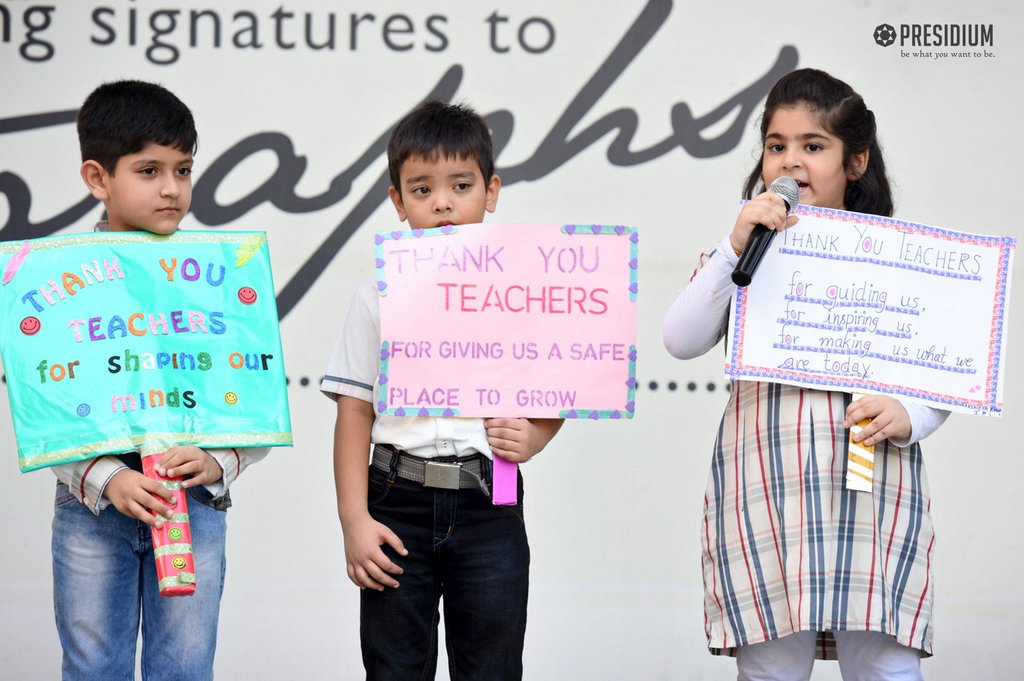 ng signatures to
aphs
PRESIDIUM
be what you want to be.
THANK YOU
TEACHERS
for shaping our
minds
THANK YOU
TEACHERS
FOR GIVING US A SAFE
PLACE TO GROW
THANK YOU TEACHERS
for guiding us,
for inspiring us,
for making us what we
are today.